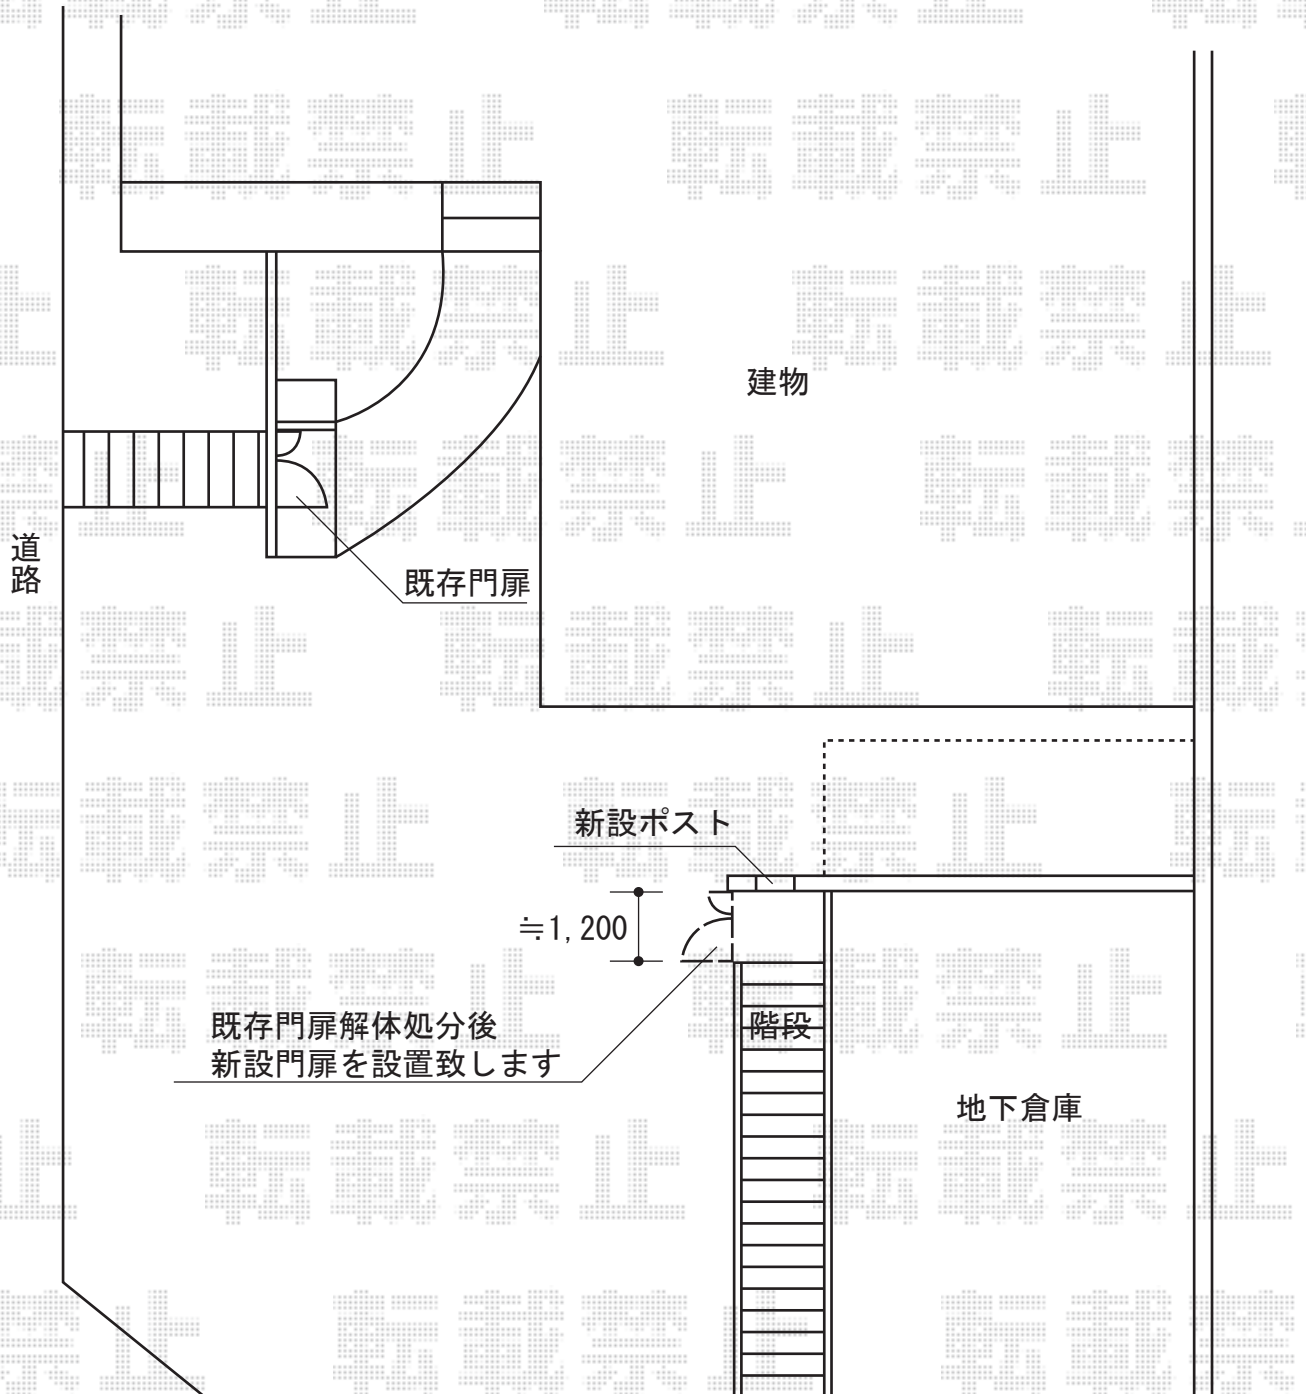 建物
道路
既存門扉
新設ポスト
≒1,200
既存門扉解体処分後
新設門扉を設置致します
階段
地下倉庫
転載禁止